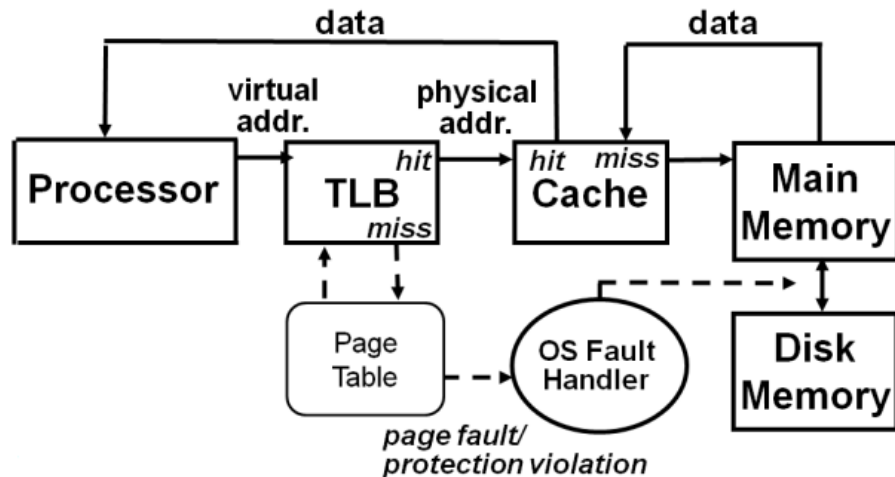 data
data
virtual
addr.
physical
addr.
Processor
TLB
hit
miss
hit
miss
Cache
Main
Memory
Page
Table
OS Fault
Handler
Disk
Memory
page fault/
protection violation